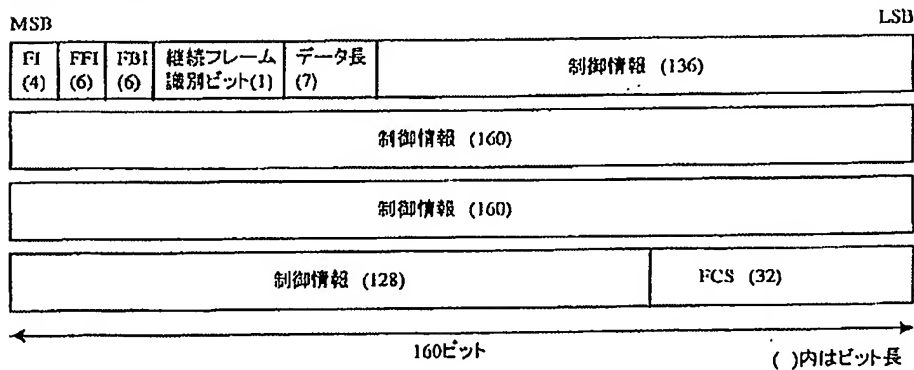 MSB LSB
FI FFI FBI 継続フレーム データ長 制御情報 (136)
(4) (6) (6) 識別ビット(1) (7)
制御情報 (160)
制御情報 (160)
制御情報 (128) FCS (32)
160ビット
( )内はビット長